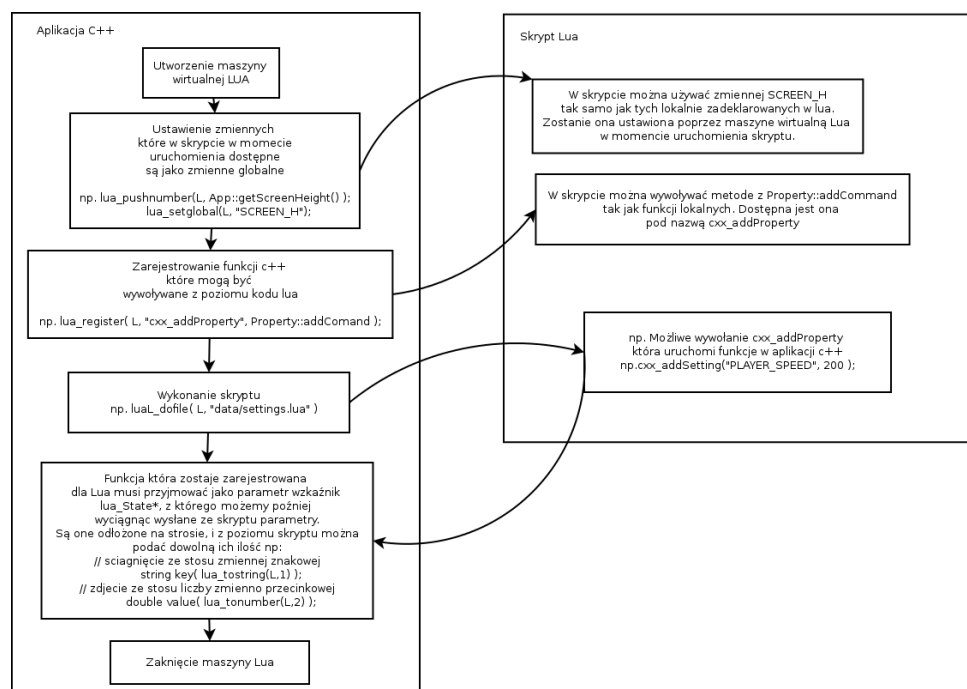 Aplikacja C++
Utworzenie maszyny
wirtualnej LUA
Ustawienie zmiennych
które w skrypcie w momecie
uruchomienia dostępne
są jako zmienne globalne
np. lua_pushnumber(L, App::getScreenHeight() );
lua_setglobal(L, "SCREEN_H");
Zarejestrowanie funkcji c++
które mogą być
wywoływane z poziomu kodu lua
np. lua_register( L, "cxx_addProperty", Property::addComand );
Wykonanie skryptu
np. luaL_dofile( L, "data/settings.lua" )
Funkcja która zostaje zarejestrowana
dla Lua musi przyjmować jako parametr wzkaźnik
lua_State*, z którego możemy poźniej
wyciągnąc wysłane ze skryptu parametry.
Są one odłożone na strosie, i z poziomu skryptu można
podać dowolną ich ilość np:
// sciagnięcie ze stosu zmiennej znakowej
string key( lua_tostring(L,1) );
// zdjecie ze stosu liczby zmienno przecinkowej
double value( lua_tonumber(L,2) );
Zaknięcie maszyny Lua
Skrypt Lua
W skrypcie można używać zmiennej SCREEN_H
tak samo jak tych lokalnie zadeklarowanych w lua.
Zostanie ona ustawiona poprzez maszyne wirtualną Lua
w momencie uruchomienia skryptu.
W skrypcie można wywoływać metode z Property::addCommand
tak jak funkcji lokalnych. Dostępna jest ona
pod nazwą cxx_addProperty
np. Możliwe wywołanie cxx_addProperty
która uruchomi funkcje w aplikacji c++
np.cxx_addSetting("PLAYER_SPEED", 200 );